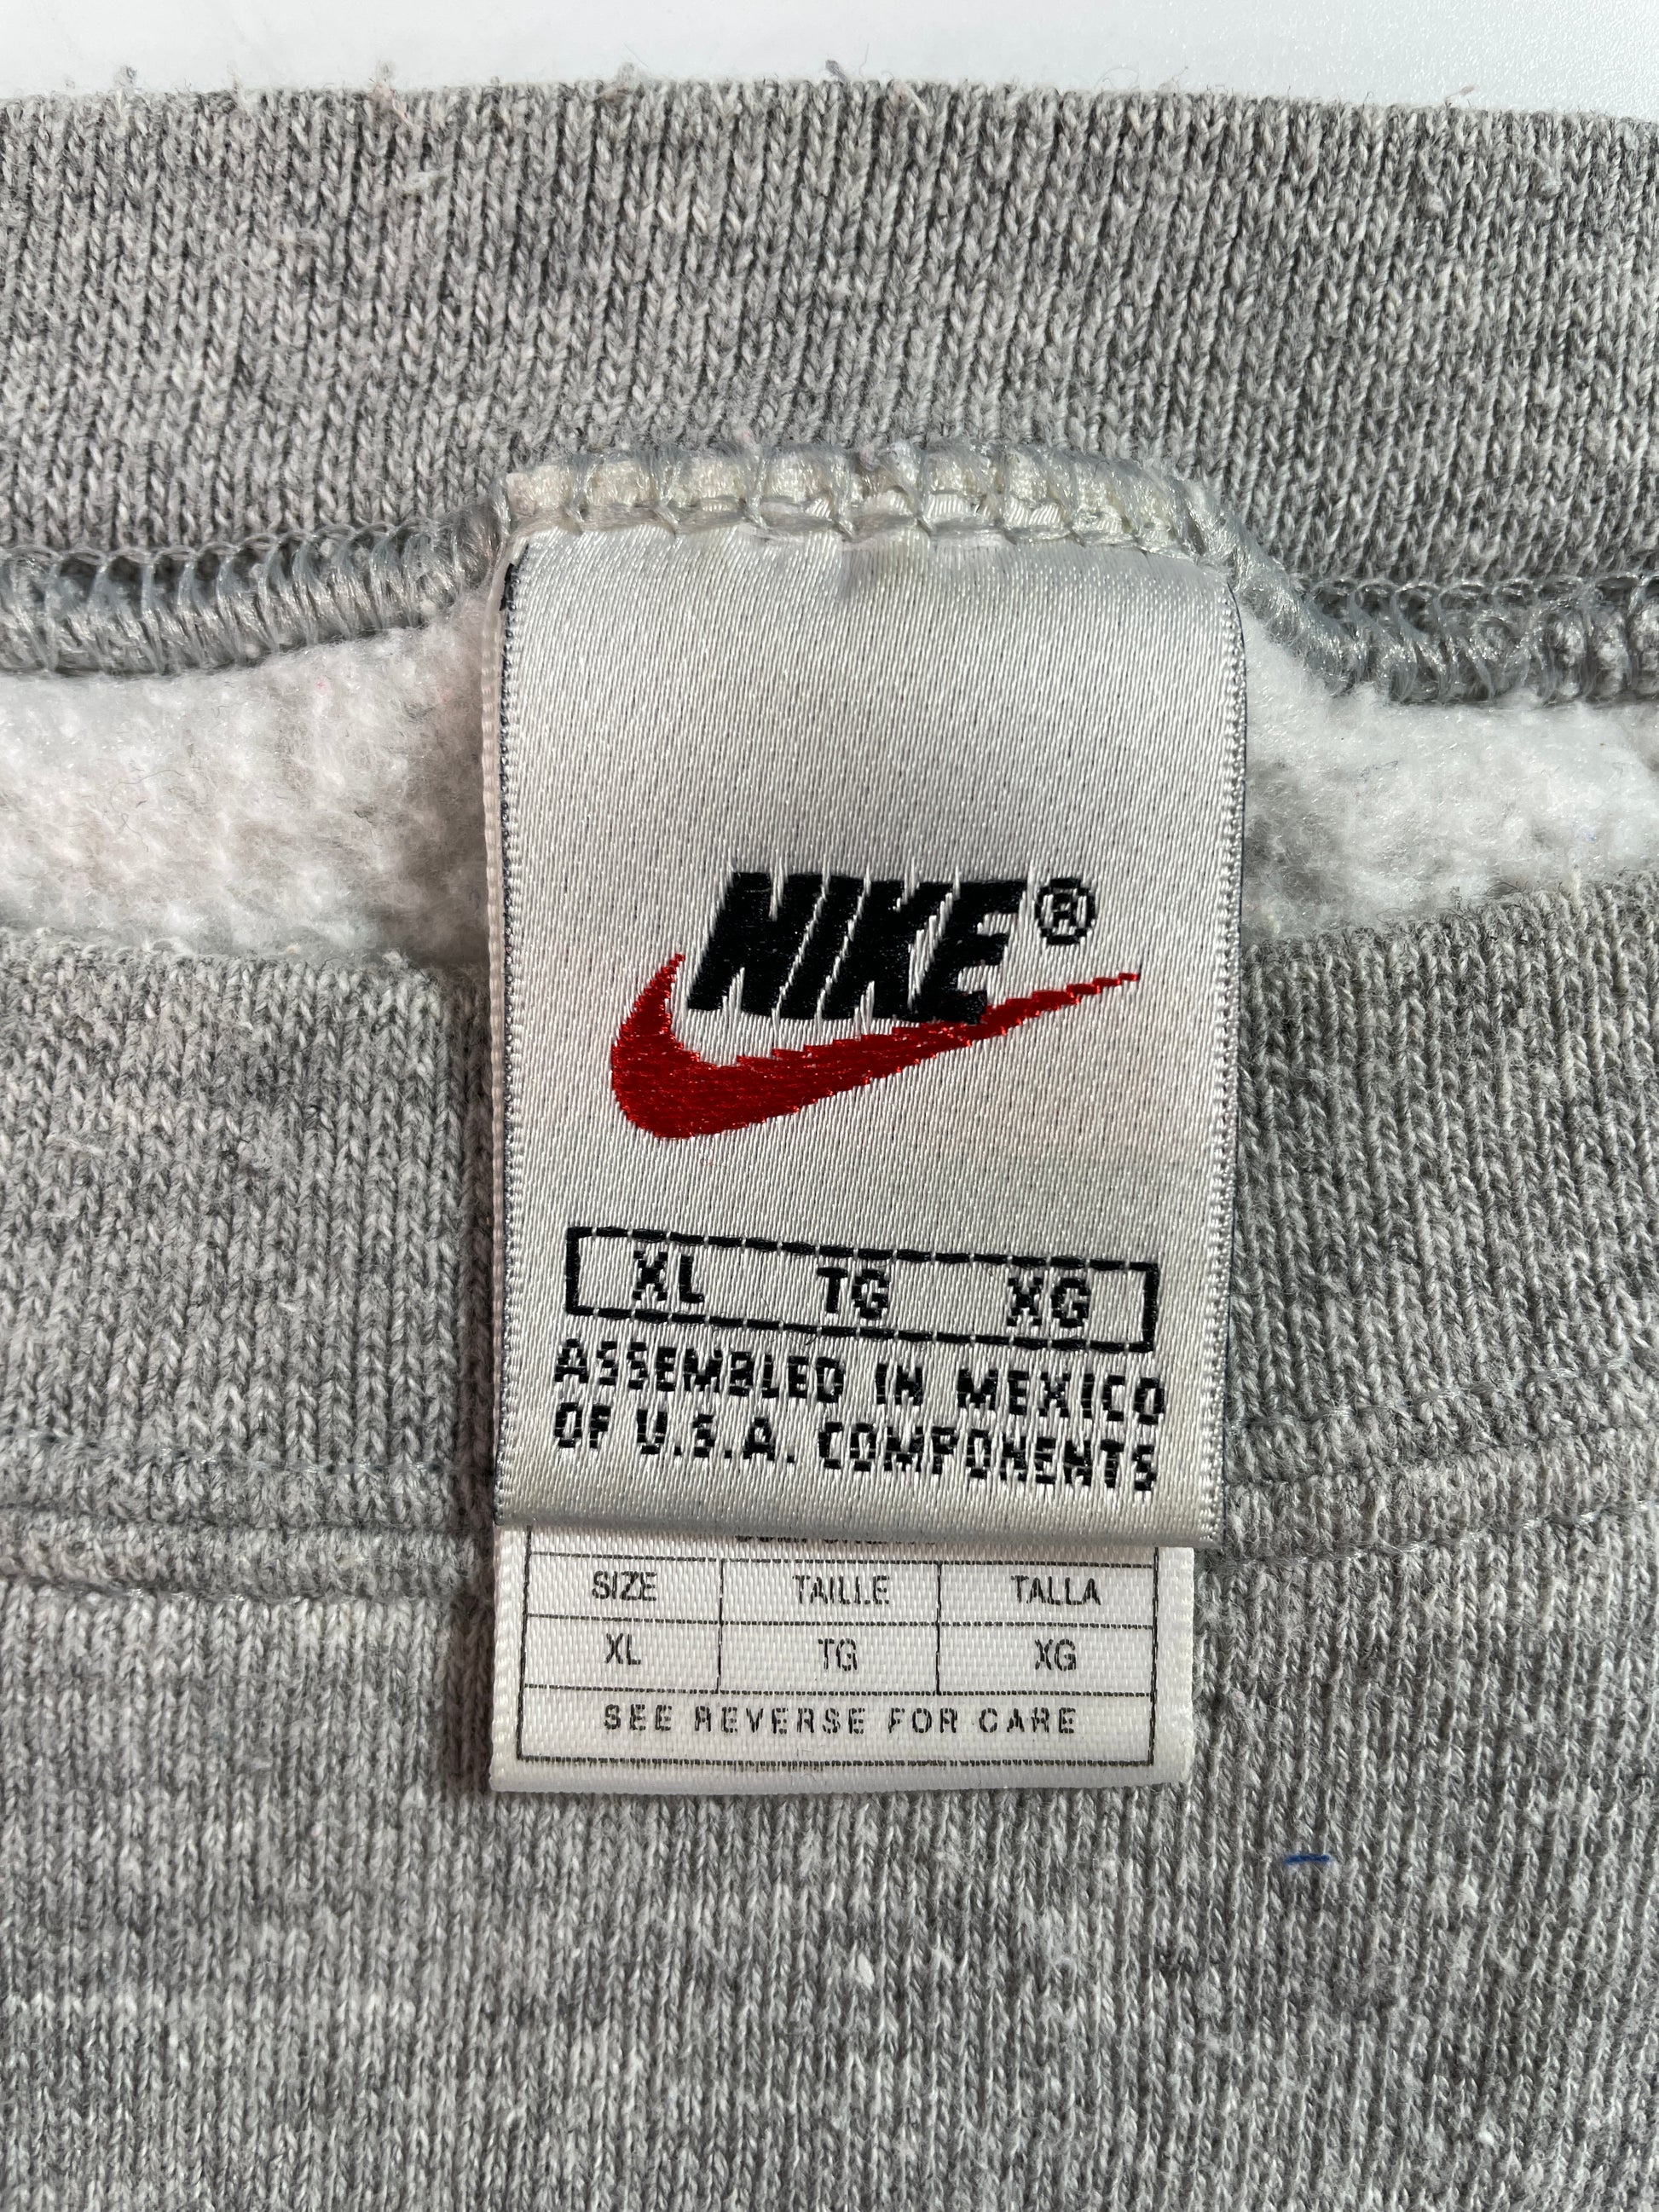 NIKE®
XL TG XG
ASSEMBLED IN MEXICO
OF U.S.A. COMPONENTS
SIZE TAILLE TALLA
XL TG XG
SEE REVERSE FOR CARE